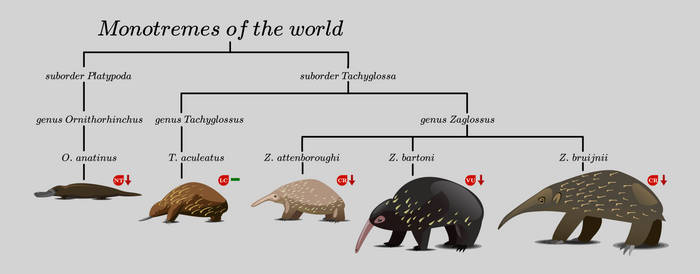 Monotremes of the world
suborder Platypoda
suborder Tachyglossa
genus Ornithorhinchus
genus Tachyglossus
genus Zaglossus
O. anatinus
T. aculeatus
Z. attenboroughi
Z. bartoni
Z. bruijnii
NT
LC
CR
VU
CR